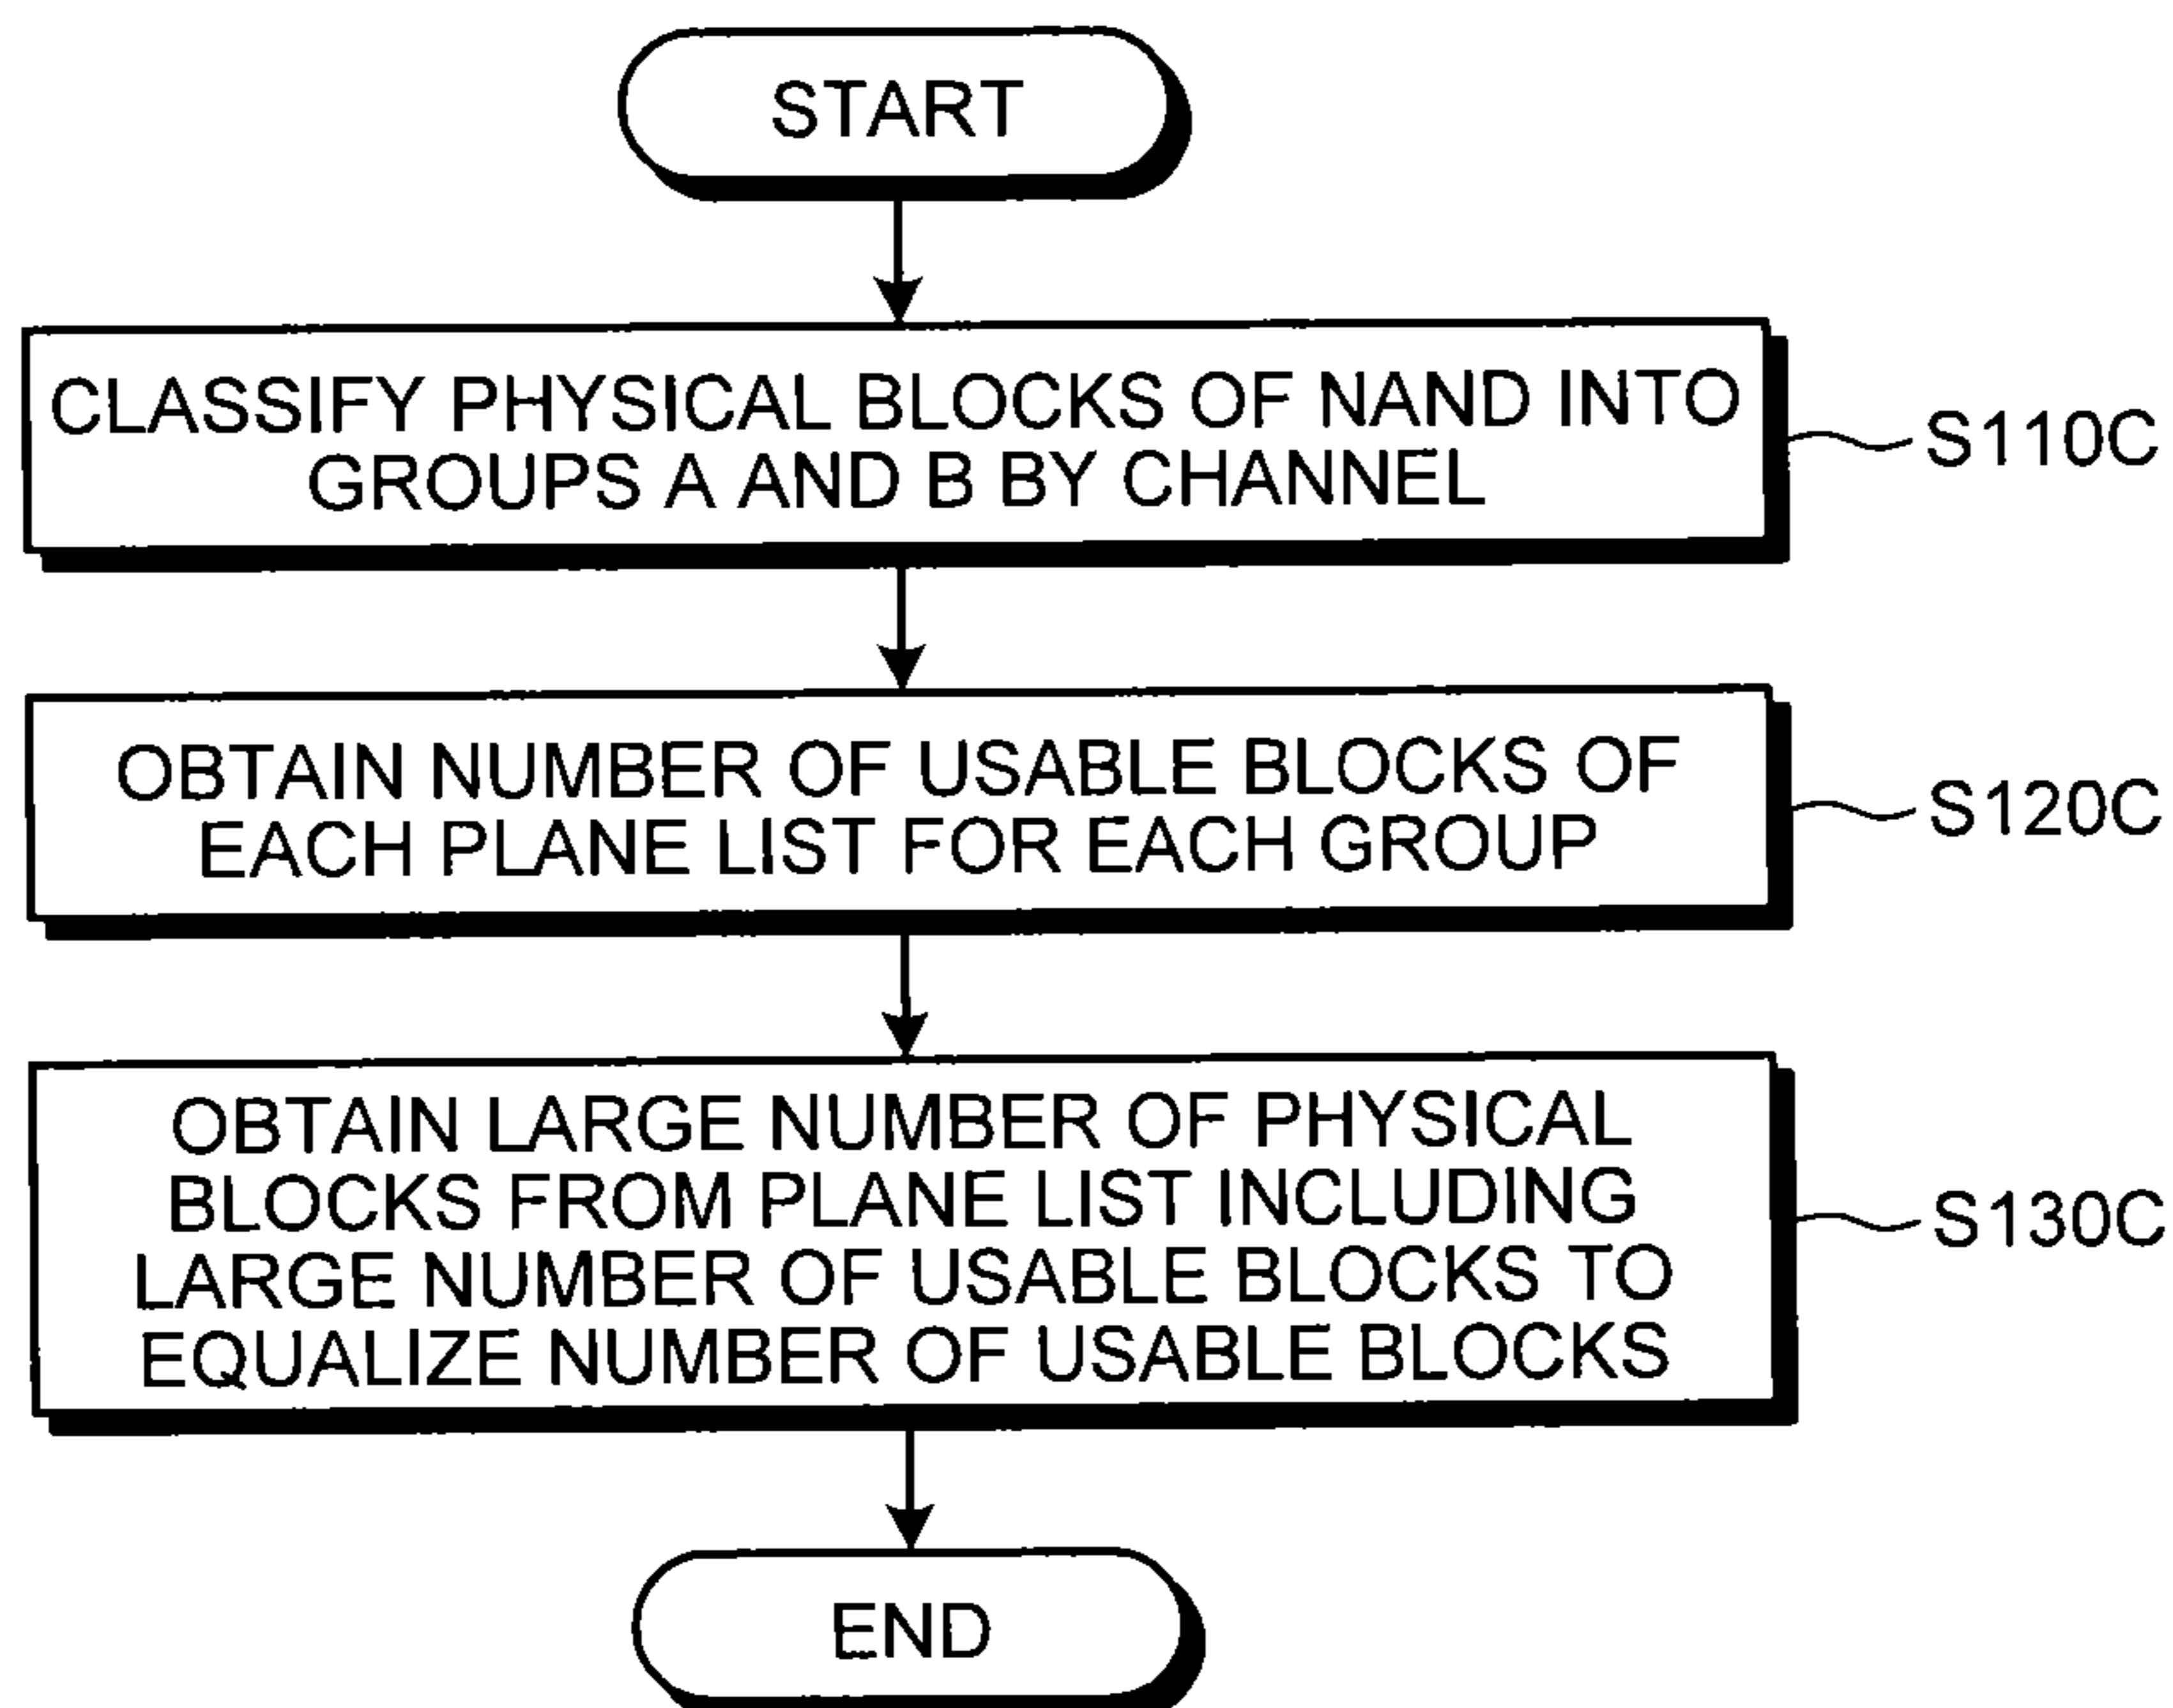 START
CLASSIFY PHYSICAL BLOCKS OF NAND INTO
GROUPS A AND B BY CHANNEL
S110C
OBTAIN NUMBER OF USABLE BLOCKS OF
EACH PLANE LIST FOR EACH GROUP
S120C
OBTAIN LARGE NUMBER OF PHYSICAL
BLOCKS FROM PLANE LIST INCLUDING
LARGE NUMBER OF USABLE BLOCKS TO
EQUALIZE NUMBER OF USABLE BLOCKS
S130C
END